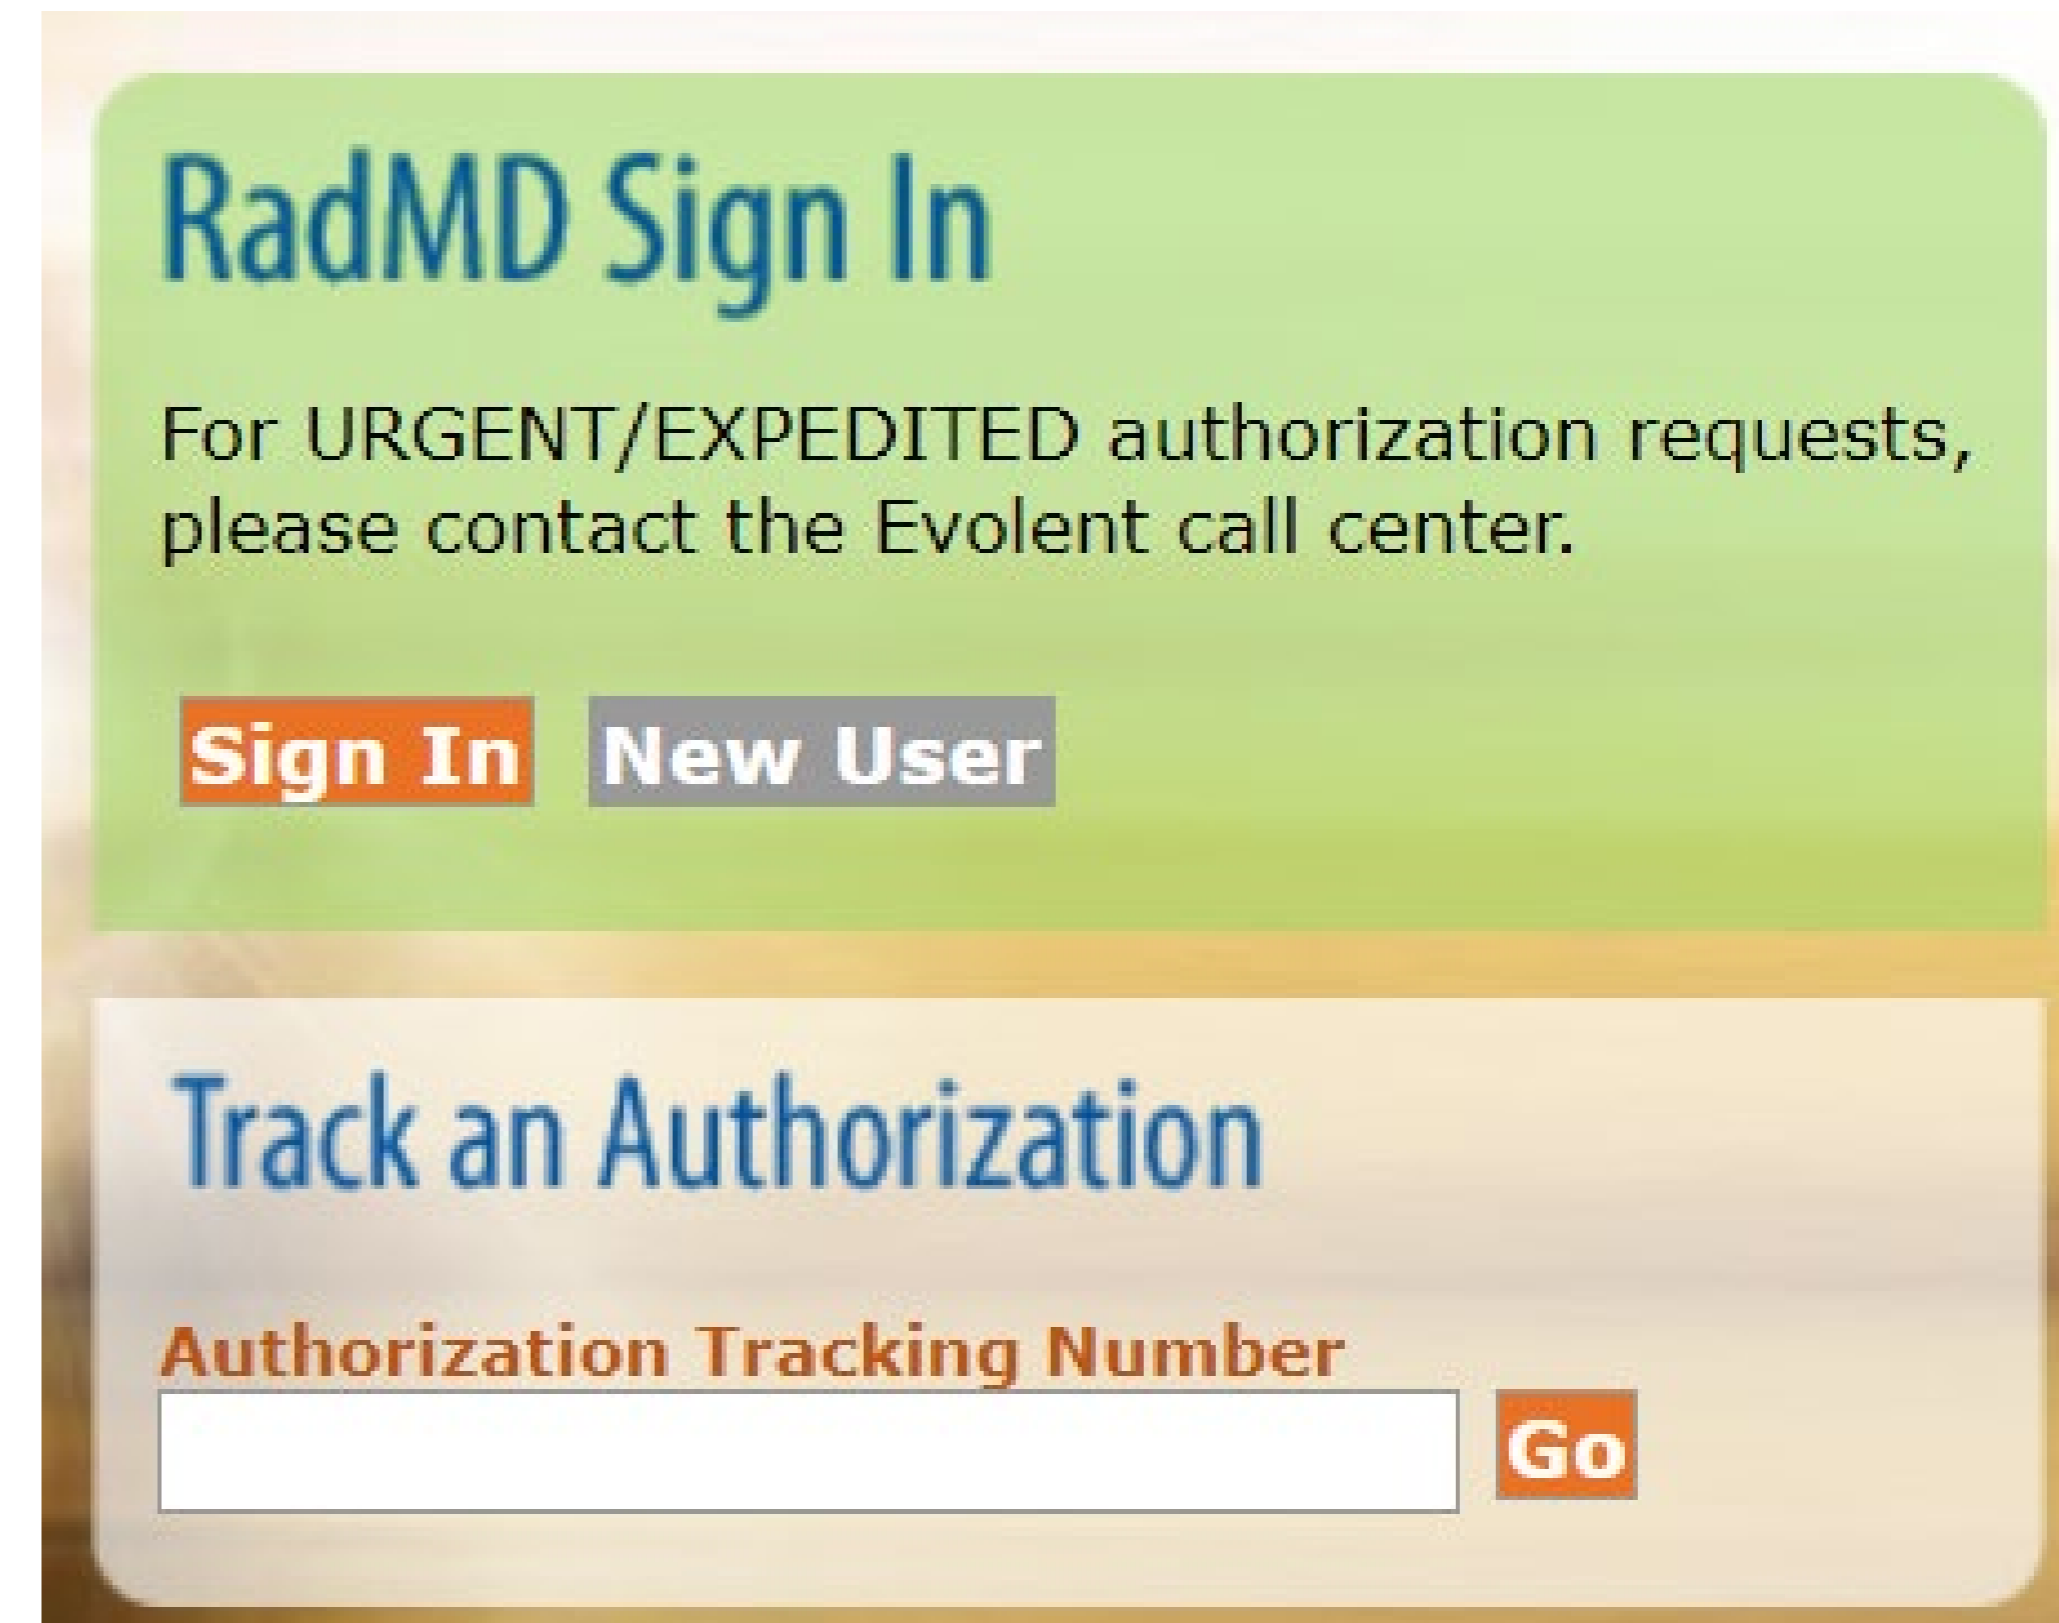 RadMD Sign In
For URGENT/EXPEDITED authorization requests,
please contact the Evolent call center.
Sign In New User
Track an Authorization
Authorization Tracking Number
Go